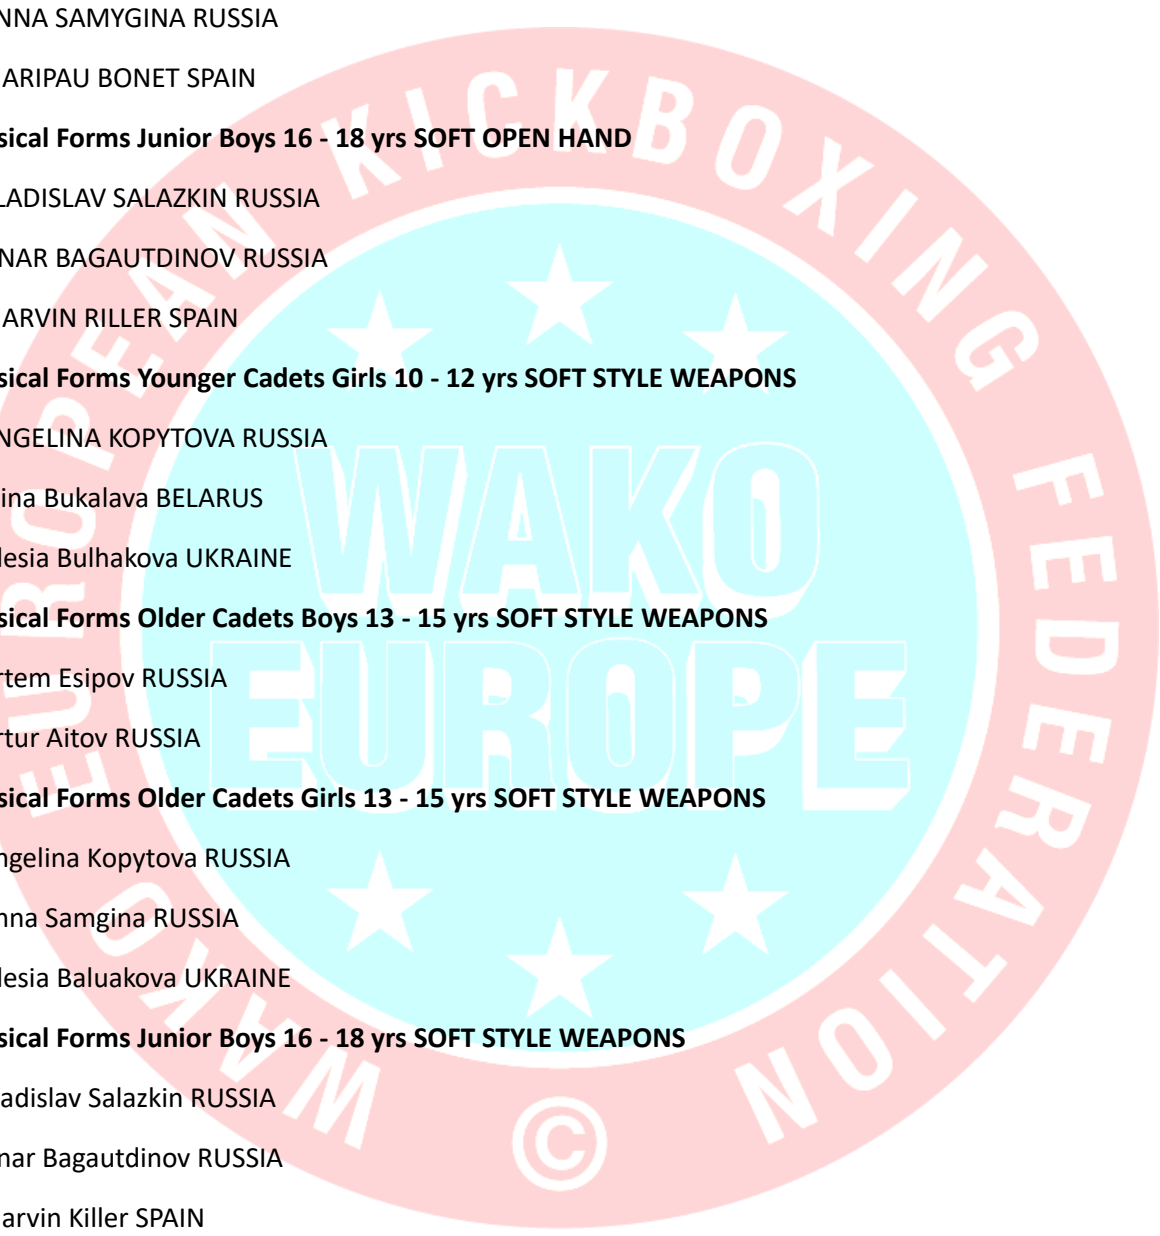 NNA SAMYGINA RUSSIA
ARIPAU BONET SPAIN
sical Forms Junior Boys 16 - 18 yrs SOFT OPEN HAND
LADISLAV SALAZKIN RUSSIA
NAR BAGAUTDINOV RUSSIA
ARVIN RILLER SPAIN
sical Forms Younger Cadets Girls 10 - 12 yrs SOFT STYLE WEAPONS
NGELINA KOPYTOVA RUSSIA
ina Bukalava BELARUS
lesia Bulhakova UKRAINE
sical Forms Older Cadets Boys 13 - 15 yrs SOFT STYLE WEAPONS
rtem Esipov RUSSIA
rtur Aitov RUSSIA
sical Forms Older Cadets Girls 13 - 15 yrs SOFT STYLE WEAPONS
ngelina Kopytova RUSSIA
nna Samgina RUSSIA
lesia Baluakova UKRAINE
sical Forms Junior Boys 16 - 18 yrs SOFT STYLE WEAPONS
adislav Salazkin RUSSIA
nar Bagautdinov RUSSIA
arvin Killer SPAIN
WAKO EUROPEAN KICKBOXING FEDERATION
WAKO
EUROPE
©